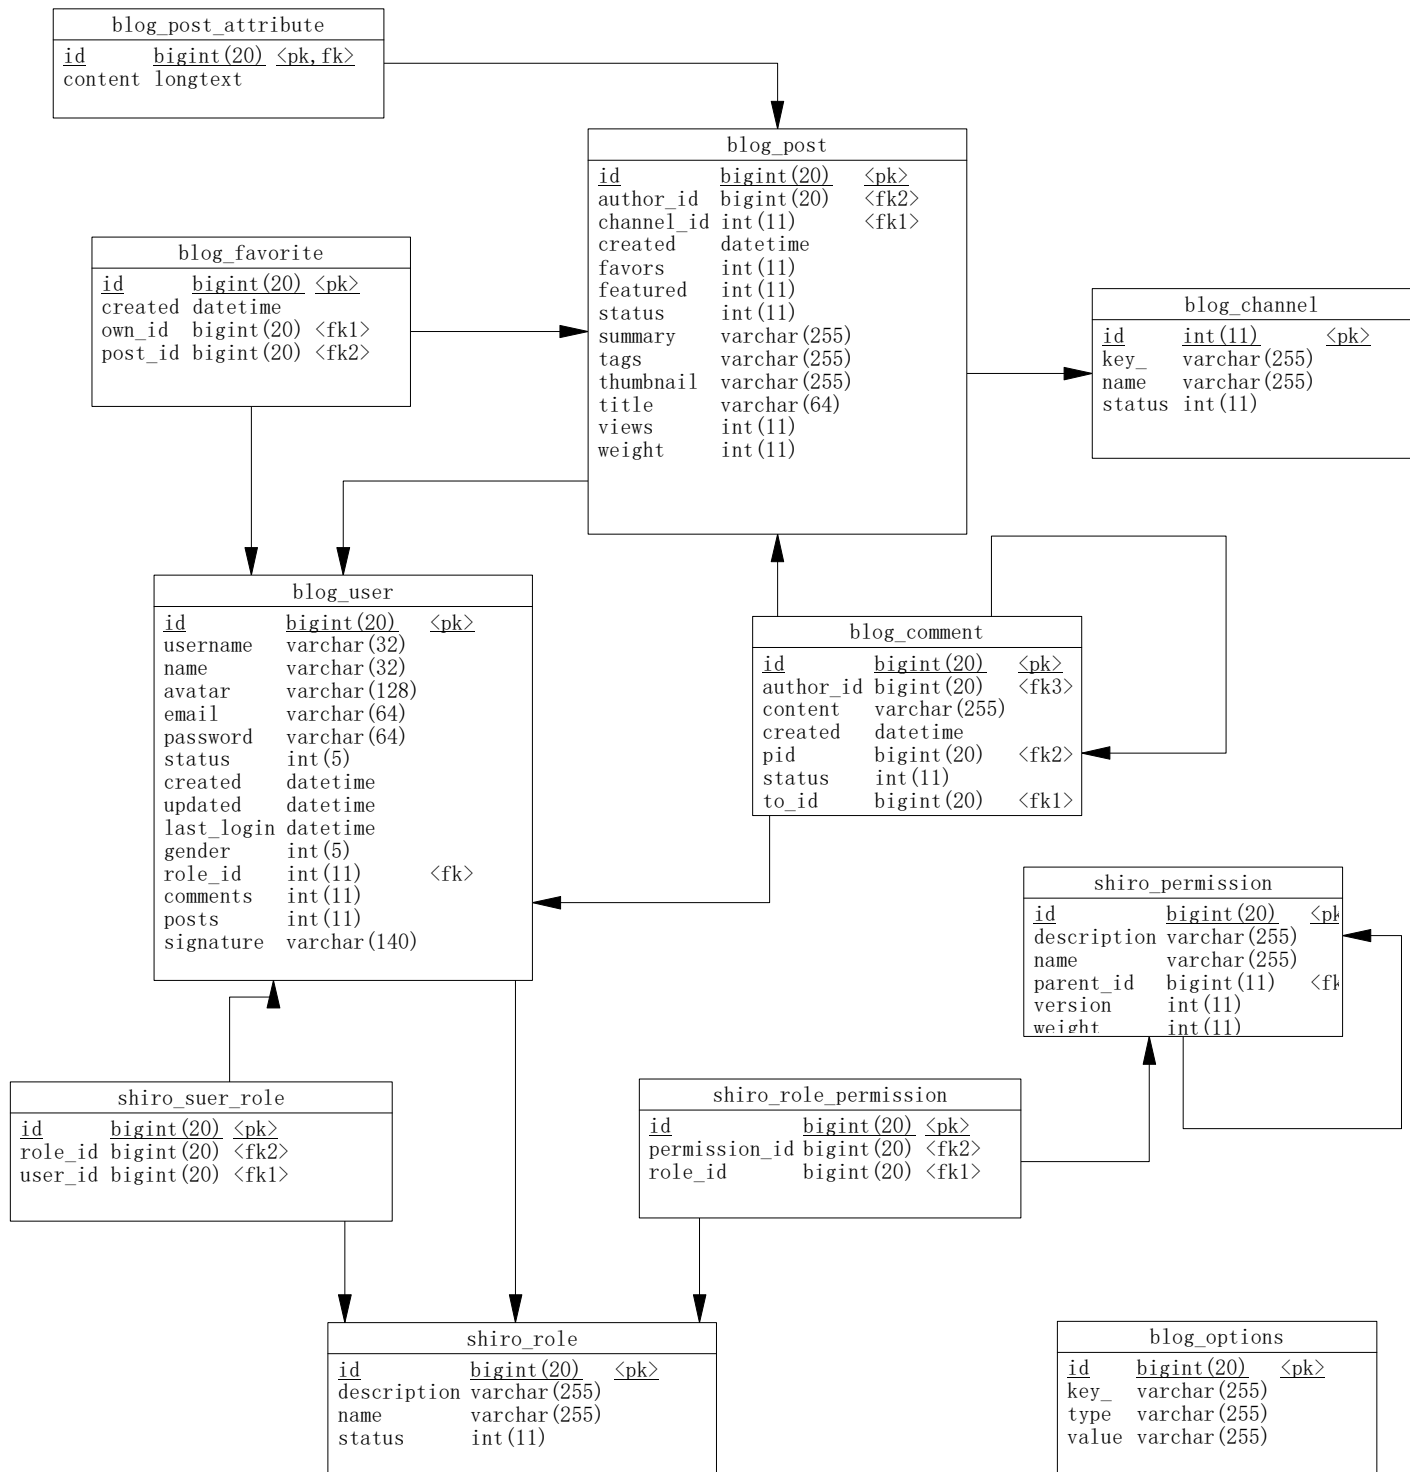 blog_post_attribute
id bigint(20) <pk,fk>
content longtext
blog_post
id bigint(20) <pk>
author_id bigint(20) <fk2>
channel_id int(11) <fk1>
created datetime
favors int(11)
featured int(11)
status int(11)
summary varchar(255)
tags varchar(255)
thumbnail varchar(255)
title varchar(64)
views int(11)
weight int(11)
blog_favorite
id bigint(20) <pk>
created datetime
own_id bigint(20) <fk1>
post_id bigint(20) <fk2>
blog_channel
id int(11) <pk>
key_ varchar(255)
name varchar(255)
status int(11)
blog_user
id bigint(20) <pk>
username varchar(32)
name varchar(32)
avatar varchar(128)
email varchar(64)
password varchar(64)
status int(5)
created datetime
updated datetime
last_login datetime
gender int(5)
role_id int(11) <fk>
comments int(11)
posts int(11)
signature varchar(140)
blog_comment
id bigint(20) <pk>
author_id bigint(20) <fk3>
content varchar(255)
created datetime
pid bigint(20) <fk2>
status int(11)
to_id bigint(20) <fk1>
shiro_permission
id bigint(20) <pk
description varchar(255)
name varchar(255)
parent_id bigint(11) <fk
version int(11)
weight int(11)
shiro_suer_role
id bigint(20) <pk>
role_id bigint(20) <fk2>
user_id bigint(20) <fk1>
shiro_role_permission
id bigint(20) <pk>
permission_id bigint(20) <fk2>
role_id bigint(20) <fk1>
shiro_role
id bigint(20) <pk>
description varchar(255)
name varchar(255)
status int(11)
blog_options
id bigint(20) <pk>
key_ varchar(255)
type varchar(255)
value varchar(255)